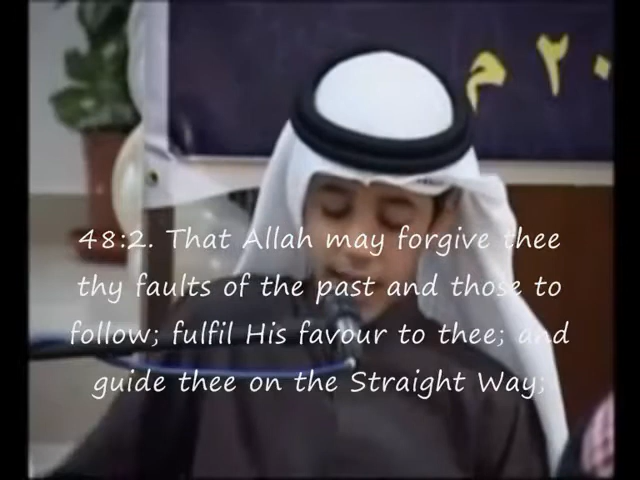 ٢٠ م
48:2. That Allah may forgive thee
thy faults of the past and those to
follow; fulfil His favour to thee; and
guide thee on the Straight Way;